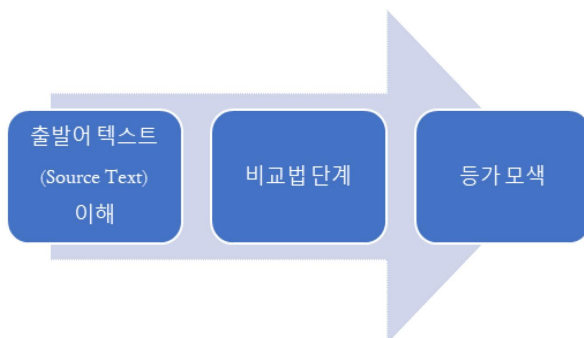 출발어 텍스트
(Source Text)
이해
비교법 단계
등가 모색